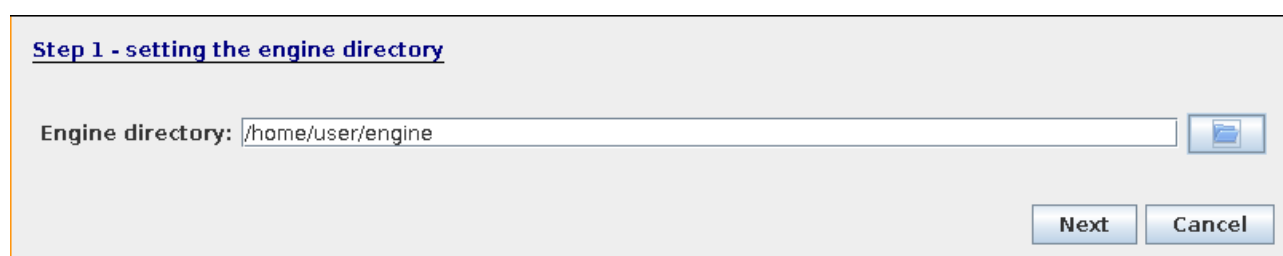 Step 1 - setting the engine directory
Engine directory: /home/user/engine
Next Cancel